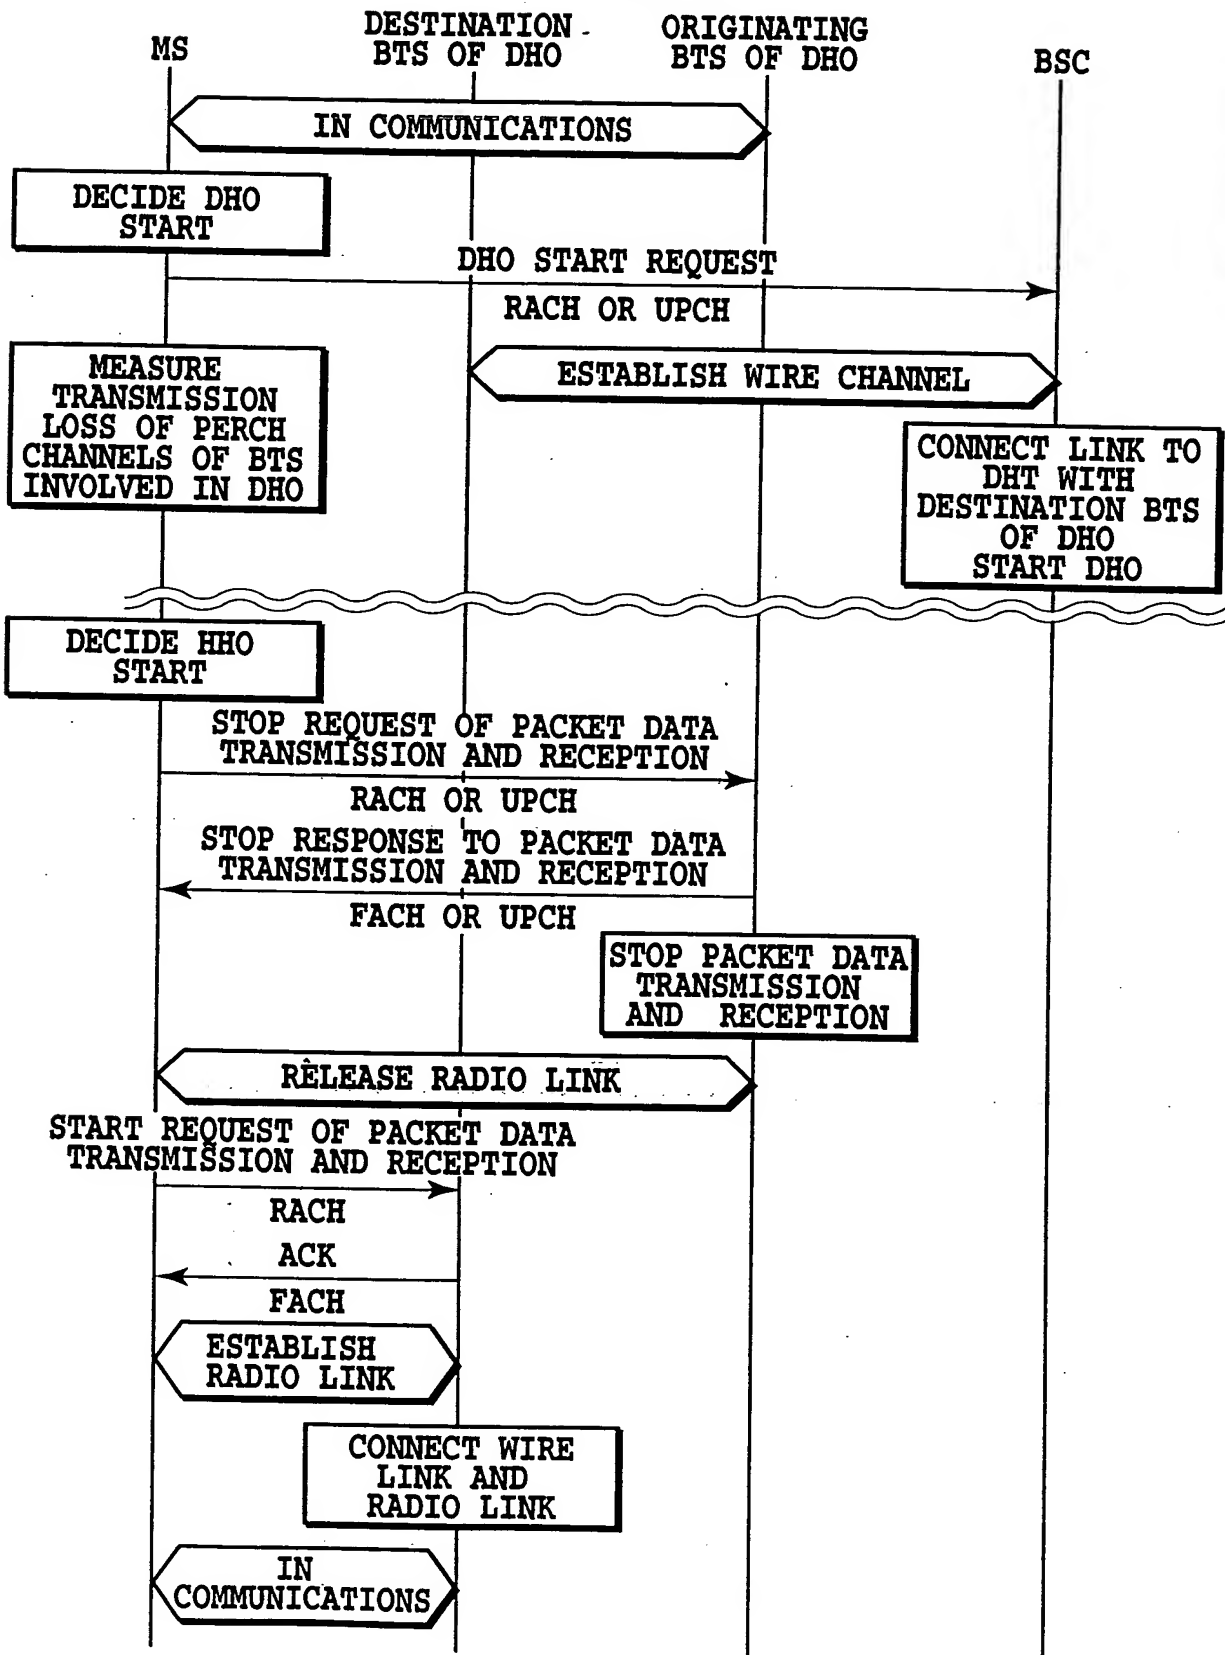 MS
DESTINATION
BTS OF DHO
ORIGINATING
BTS OF DHO
BSC
IN COMMUNICATIONS
DECIDE DHO
START
DHO START REQUEST
RACH OR UPCH
MEASURE
TRANSMISSION
LOSS OF PERCH
CHANNELS OF BTS
INVOLVED IN DHO
ESTABLISH WIRE CHANNEL
CONNECT LINK TO
DHT WITH
DESTINATION BTS
OF DHO
START DHO
DECIDE HHO
START
STOP REQUEST OF PACKET DATA
TRANSMISSION AND RECEPTION
RACH OR UPCH
STOP RESPONSE TO PACKET DATA
TRANSMISSION AND RECEPTION
FACH OR UPCH
STOP PACKET DATA
TRANSMISSION
AND RECEPTION
RELEASE RADIO LINK
START REQUEST OF PACKET DATA
TRANSMISSION AND RECEPTION
RACH
ACK
FACH
ESTABLISH
RADIO LINK
CONNECT WIRE
LINK AND
RADIO LINK
IN
COMMUNICATIONS